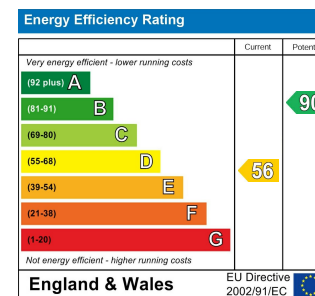 Energy Efficiency Rating
Current Potent
Very energy efficient - lower running costs
(92 plus) A
(81-91) B
90
(69-80) C
(55-68) D
56
(39-54) E
(21-38) F
(1-20) G
Not energy efficient - higher running costs
England & Wales
EU Directive
2002/91/EC